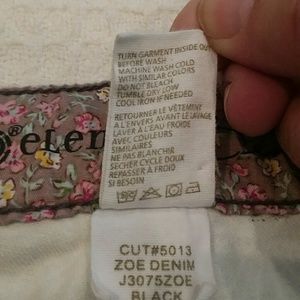 TURN GARMENT INSIDE OUT
BEFORE WASH
MACHINE WASH COLD
WITH SIMILAR COLORS
DO NOT BLEACH
TUMBLE DRY LOW
COOL IRON IF NEEDED
RETOURNER LE VÊTEMENT
A L'ENVERS AVANT LE LAVAGE
LAVER À L'EAU FROIDE
AVEC COULEURS
SIMILAIRES
NE PAS BLANCHIR
SECHER CYCLE DOUX
REPASSER À FROID
SI BESOIN
® eLe
CUT#5013
ZOE DENIM
J3075ZOE
BLACK